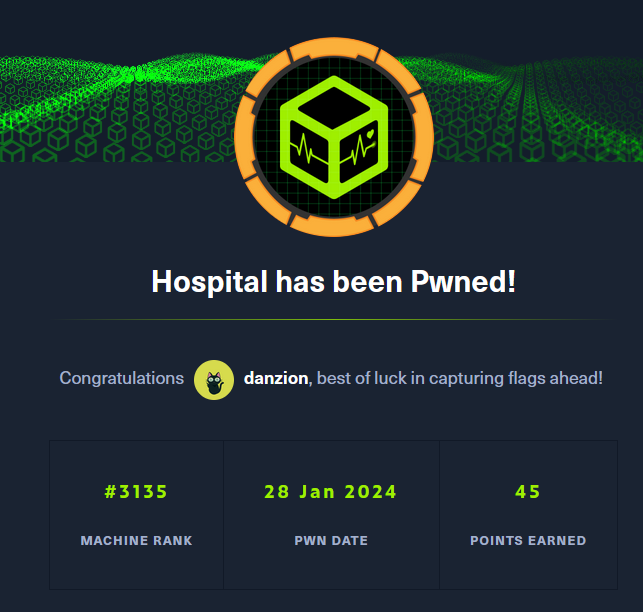 Hospital has been Pwned!
Congratulations danzion, best of luck in capturing flags ahead!
#3135 28 Jan 2024 45
MACHINE RANK PWN DATE POINTS EARNED